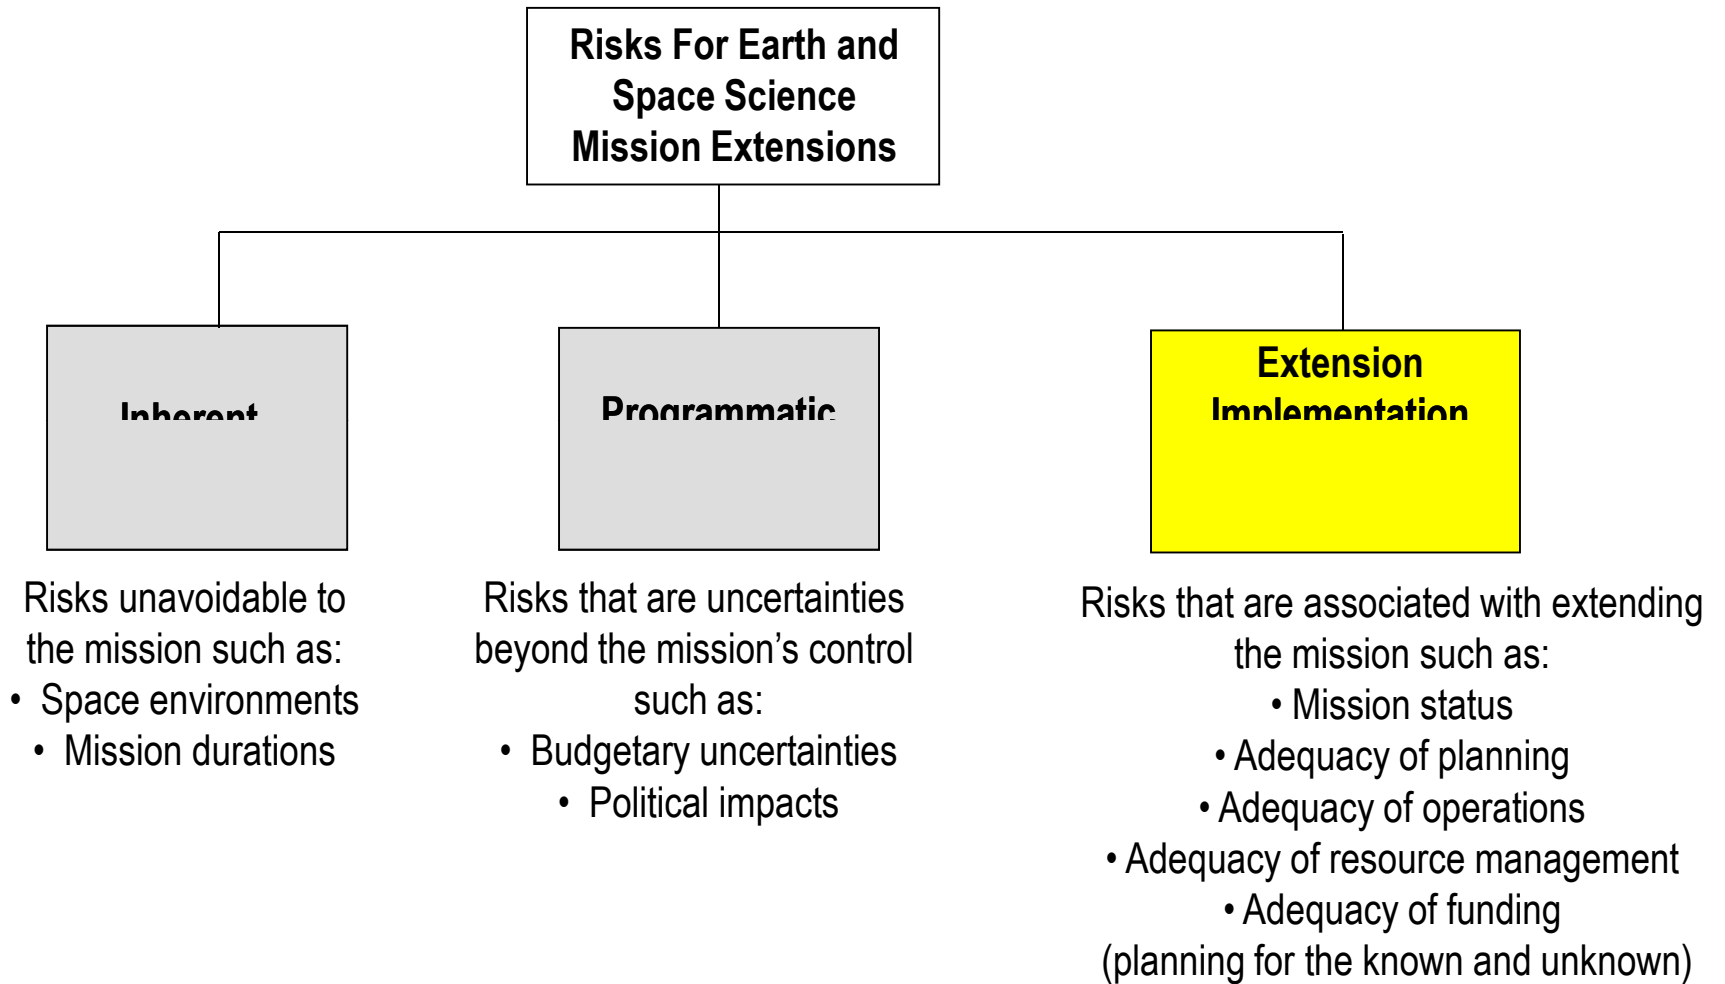 Risks For Earth and
Space Science
Mission Extensions
Inherent
Programmatic
Extension
Implementation
Risks unavoidable to
the mission such as:
• Space environments
• Mission durations
Risks that are uncertainties
beyond the mission’s control
such as:
• Budgetary uncertainties
• Political impacts
Risks that are associated with extending
the mission such as:
• Mission status
• Adequacy of planning
• Adequacy of operations
• Adequacy of resource management
• Adequacy of funding
(planning for the known and unknown)